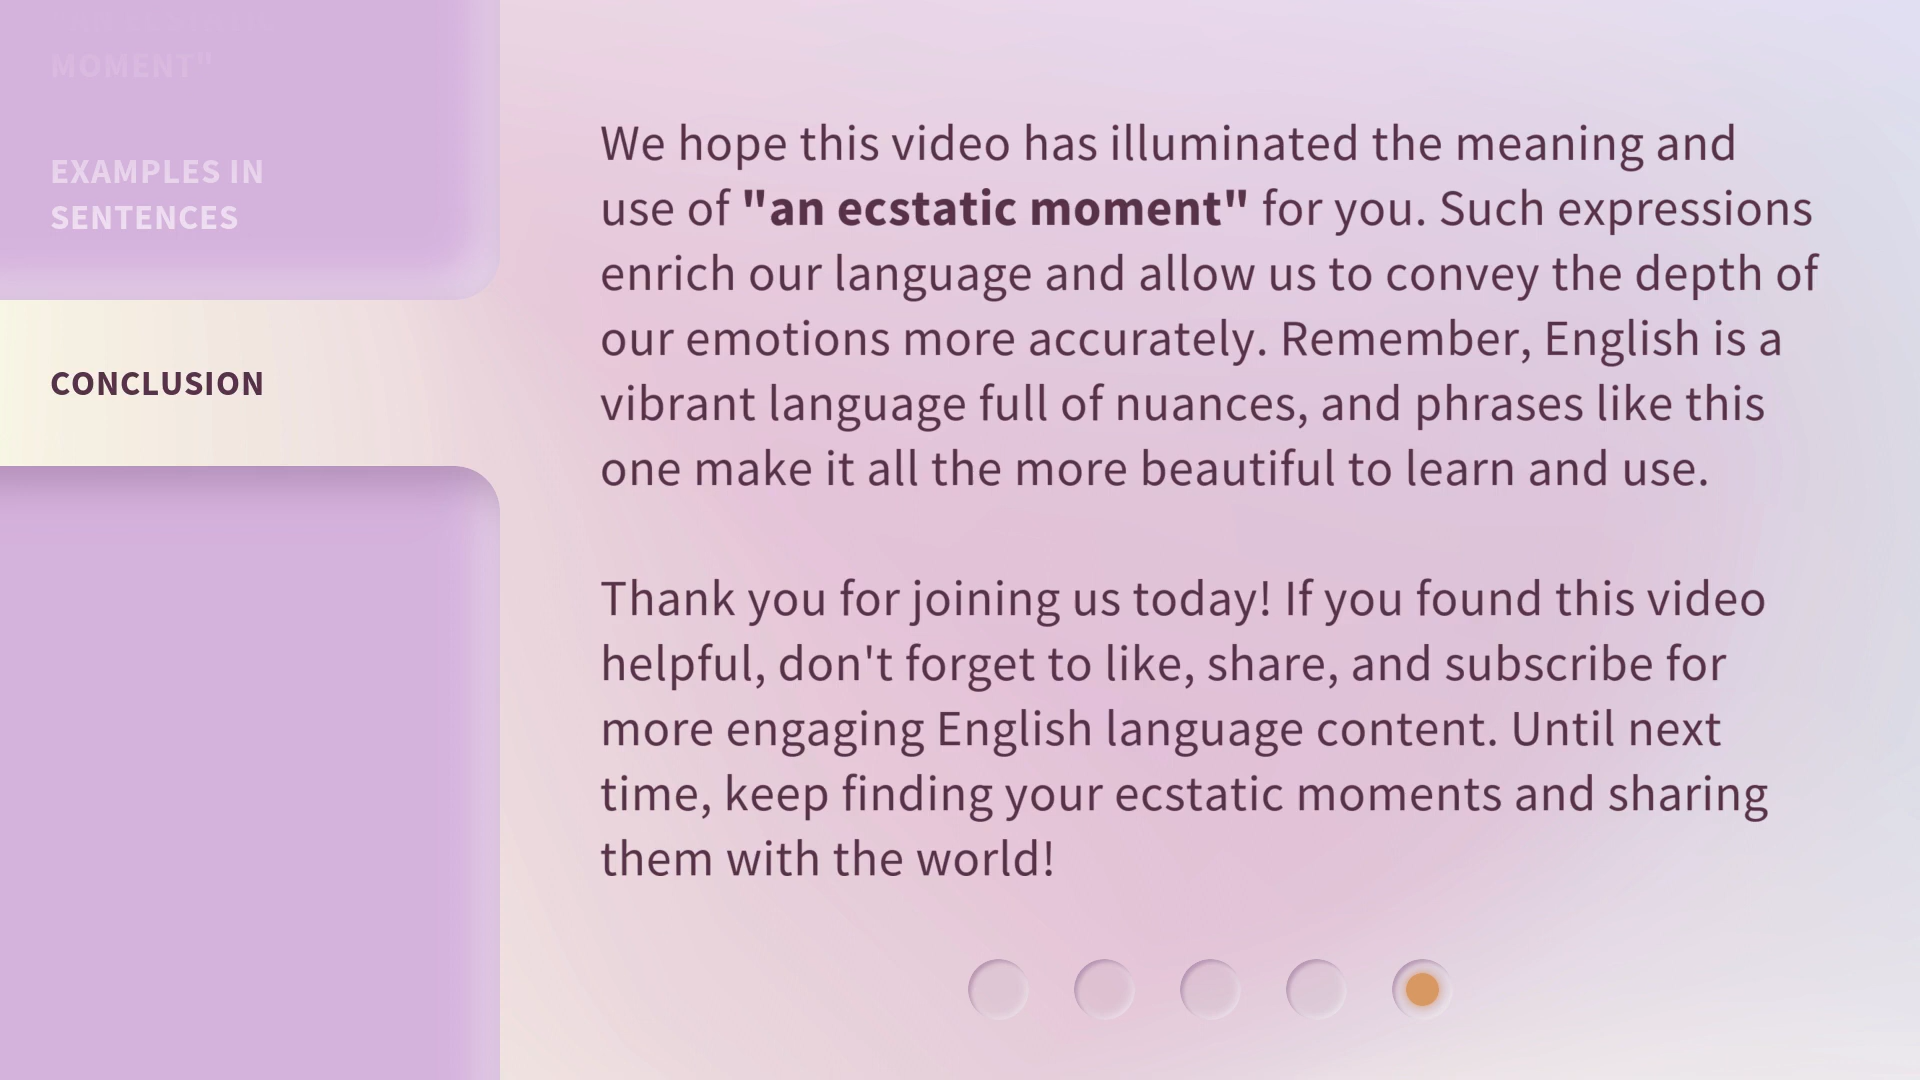 MOMENT"
EXAMPLES IN
SENTENCES
CONCLUSION
We hope this video has illuminated the meaning and
use of "an ecstatic moment" for you. Such expressions
enrich our language and allow us to convey the depth of
our emotions more accurately. Remember, English is a
vibrant language full of nuances, and phrases like this
one make it all the more beautiful to learn and use.
Thank you for joining us today! If you found this video
helpful, don't forget to like, share, and subscribe for
more engaging English language content. Until next
time, keep finding your ecstatic moments and sharing
them with the world!